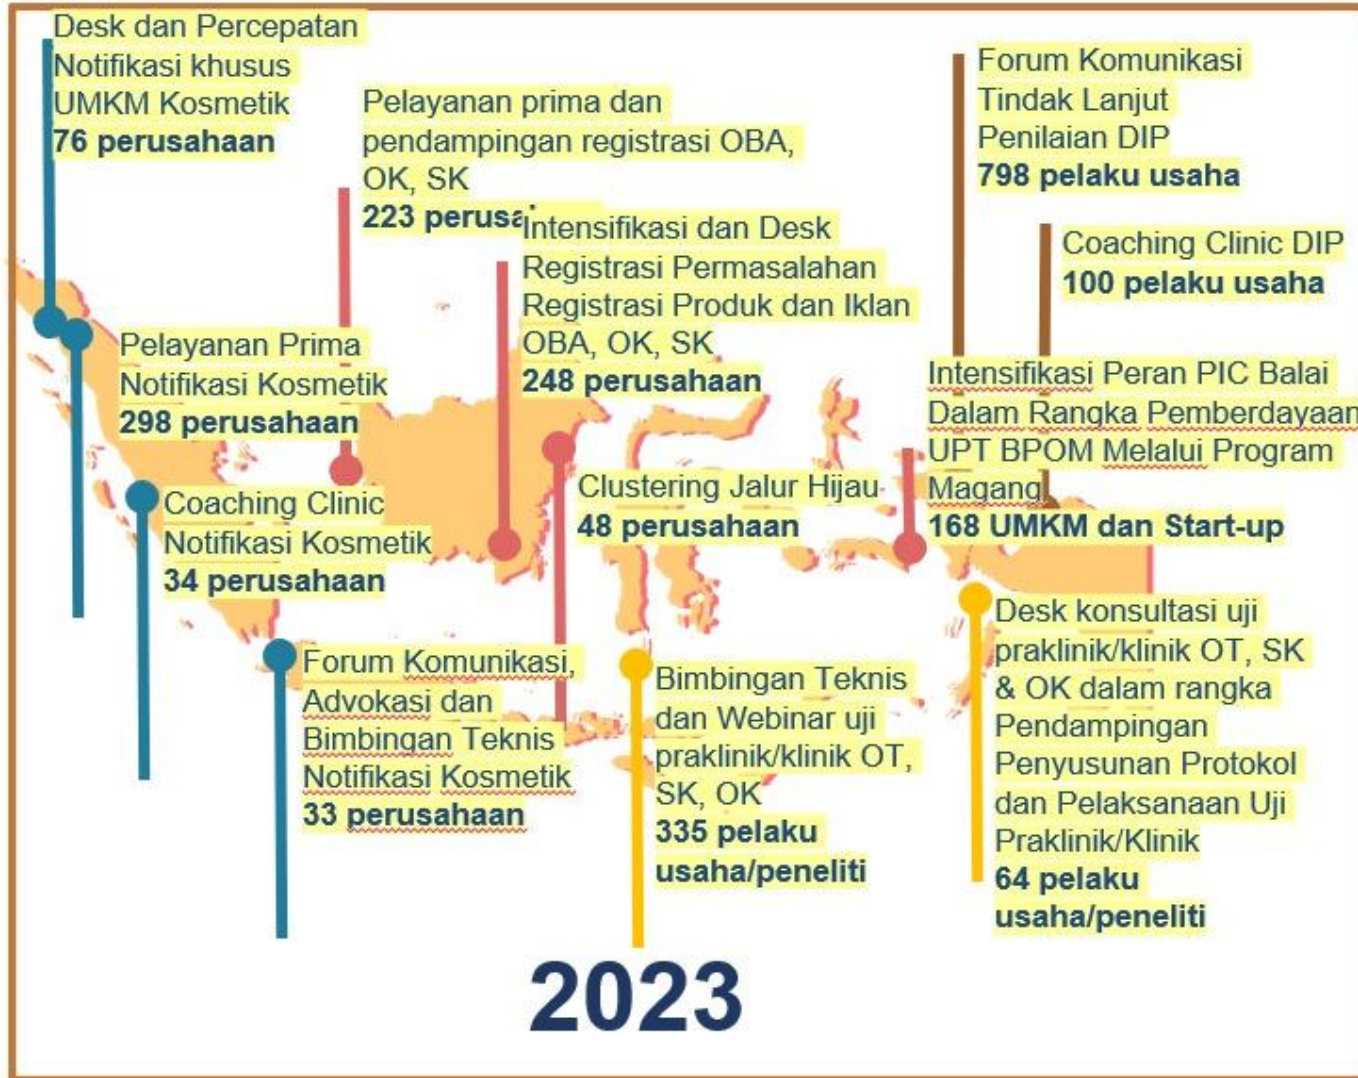 Desk dan Percepatan
Notifikasi khusus
UMKM Kosmetik
76 perusahaan
Pelayanan prima dan
pendampingan registrasi OBA,
OK, SK
223
Intensifikasi dan Desk
Registrasi Permasalahan
Registrasi Produk dan Iklan
OBA, OK, SK
248 perusahaan
Forum Komunikasi
Tindak Lanjut
Penilaian DIP
798 pelaku usaha
Coaching Clinic DIP
100 pelaku usaha
Pelayanan Prima
Notifikasi Kosmetik
298 perusahaan
Intensifikasi Peran PIC Balai
Dalam Rangka Pemberdayaan
UPT BPOM Melalui Program
Magang
168 UMKM dan Start-up
Coaching Clinic
Notifikasi Kosmetik
34 perusahaan
Clustering Jalur Hijau
48 perusahaan
Forum Komunikasi,
Advokasi dan
Bimbingan Teknis
Notifikasi Kosmetik
33 perusahaan
Bimbingan Teknis
dan Webinar uji
praklinik/klinik OT,
SK, OK
335 pelaku
usaha/peneliti
Desk konsultasi uji
praklinik/klinik OT, SK
& OK dalam rangka
Pendampingan
Penyusunan Protokol
dan Pelaksanaan Uji
Praklinik/Klinik
64 pelaku
usaha/peneliti
2023